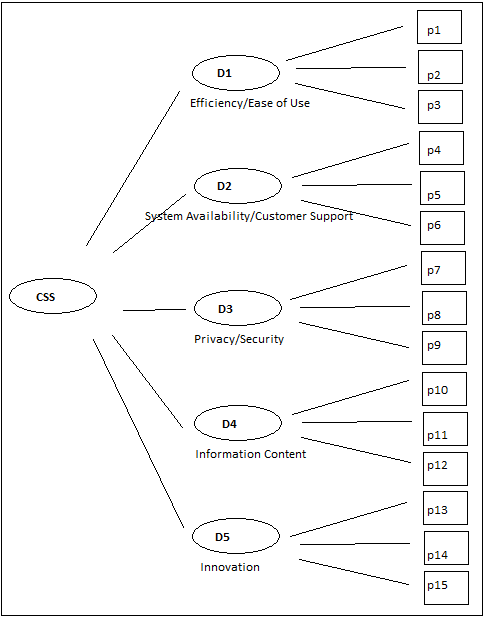 p1
D1
p2
Efficiency/Ease of Use
p3
p4
D2
p5
System Availability/Customer Support
p6
p7
CSS
D3
p8
Privacy/Security
p9
p10
D4
p11
Information Content
p12
p13
D5
p14
Innovation
p15